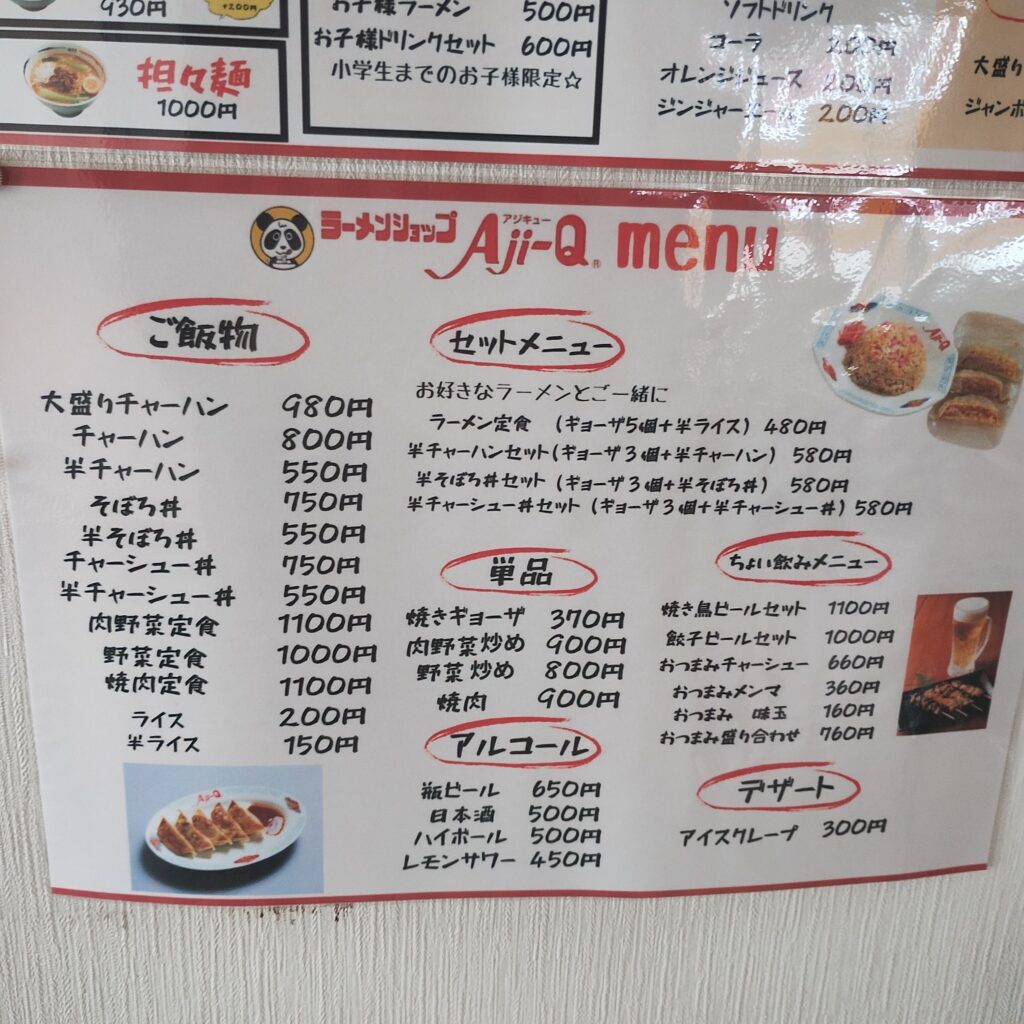 930円
+200円
担々麺
1000円
お子様ラーメン 500円
お子様ドリンクセット 600円
小学生までのお子様限定☆
ソフトドリンク
コーラ 200円
オレンジジュース 200円
ジンジャーエール 200円
大盛り
ジャンボ
ラーメンショップ アジキュー Aji-Q® menu
ご飯物
大盛りチャーハン 980円
チャーハン 800円
半チャーハン 550円
そぼろ丼 750円
半そぼろ丼 550円
チャーシュー丼 750円
半チャーシュー丼 550円
肉野菜定食 1100円
野菜定食 1000円
焼肉定食 1100円
ライス 200円
半ライス 150円
セットメニュー
お好きなラーメンとご一緒に
ラーメン定食 (ギョーザ5個+半ライス) 480円
半チャーハンセット(ギョーザ3個+半チャーハン) 580円
半そぼろ丼セット (ギョーザ3個+半そぼろ丼) 580円
半チャーシュー丼セット (ギョーザ3個+半チャーシュー丼) 580円
単品
焼きギョーザ 370円
肉野菜炒め 900円
野菜炒め 800円
焼肉 900円
アルコール
瓶ビール 650円
日本酒 500円
ハイボール 500円
レモンサワー 450円
ちょい飲みメニュー
焼き鳥ビールセット 1100円
餃子ビールセット 1000円
おつまみチャーシュー 660円
おつまみメンマ 360円
おつまみ 味玉 160円
おつまみ盛り合わせ 760円
デザート
アイスクレープ 300円
Aji-Q
Aji-Q